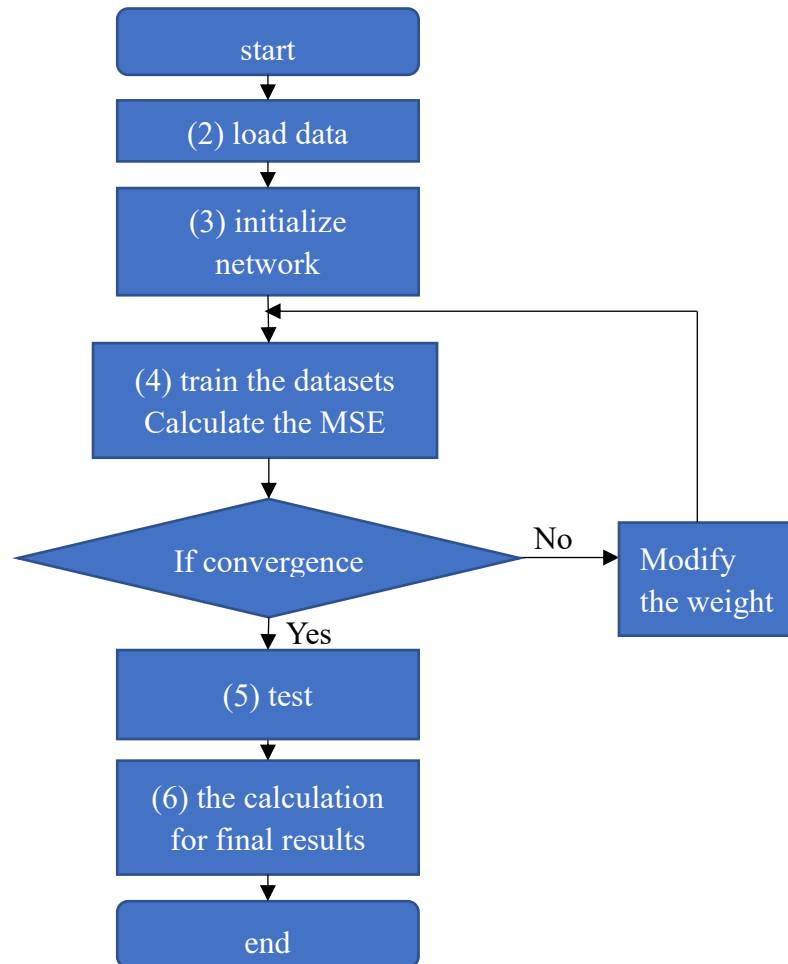 start
(2) load data
(3) initialize
network
(4) train the datasets
Calculate the MSE
If convergence
No
Modify
the weight
Yes
(5) test
(6) the calculation
for final results
end